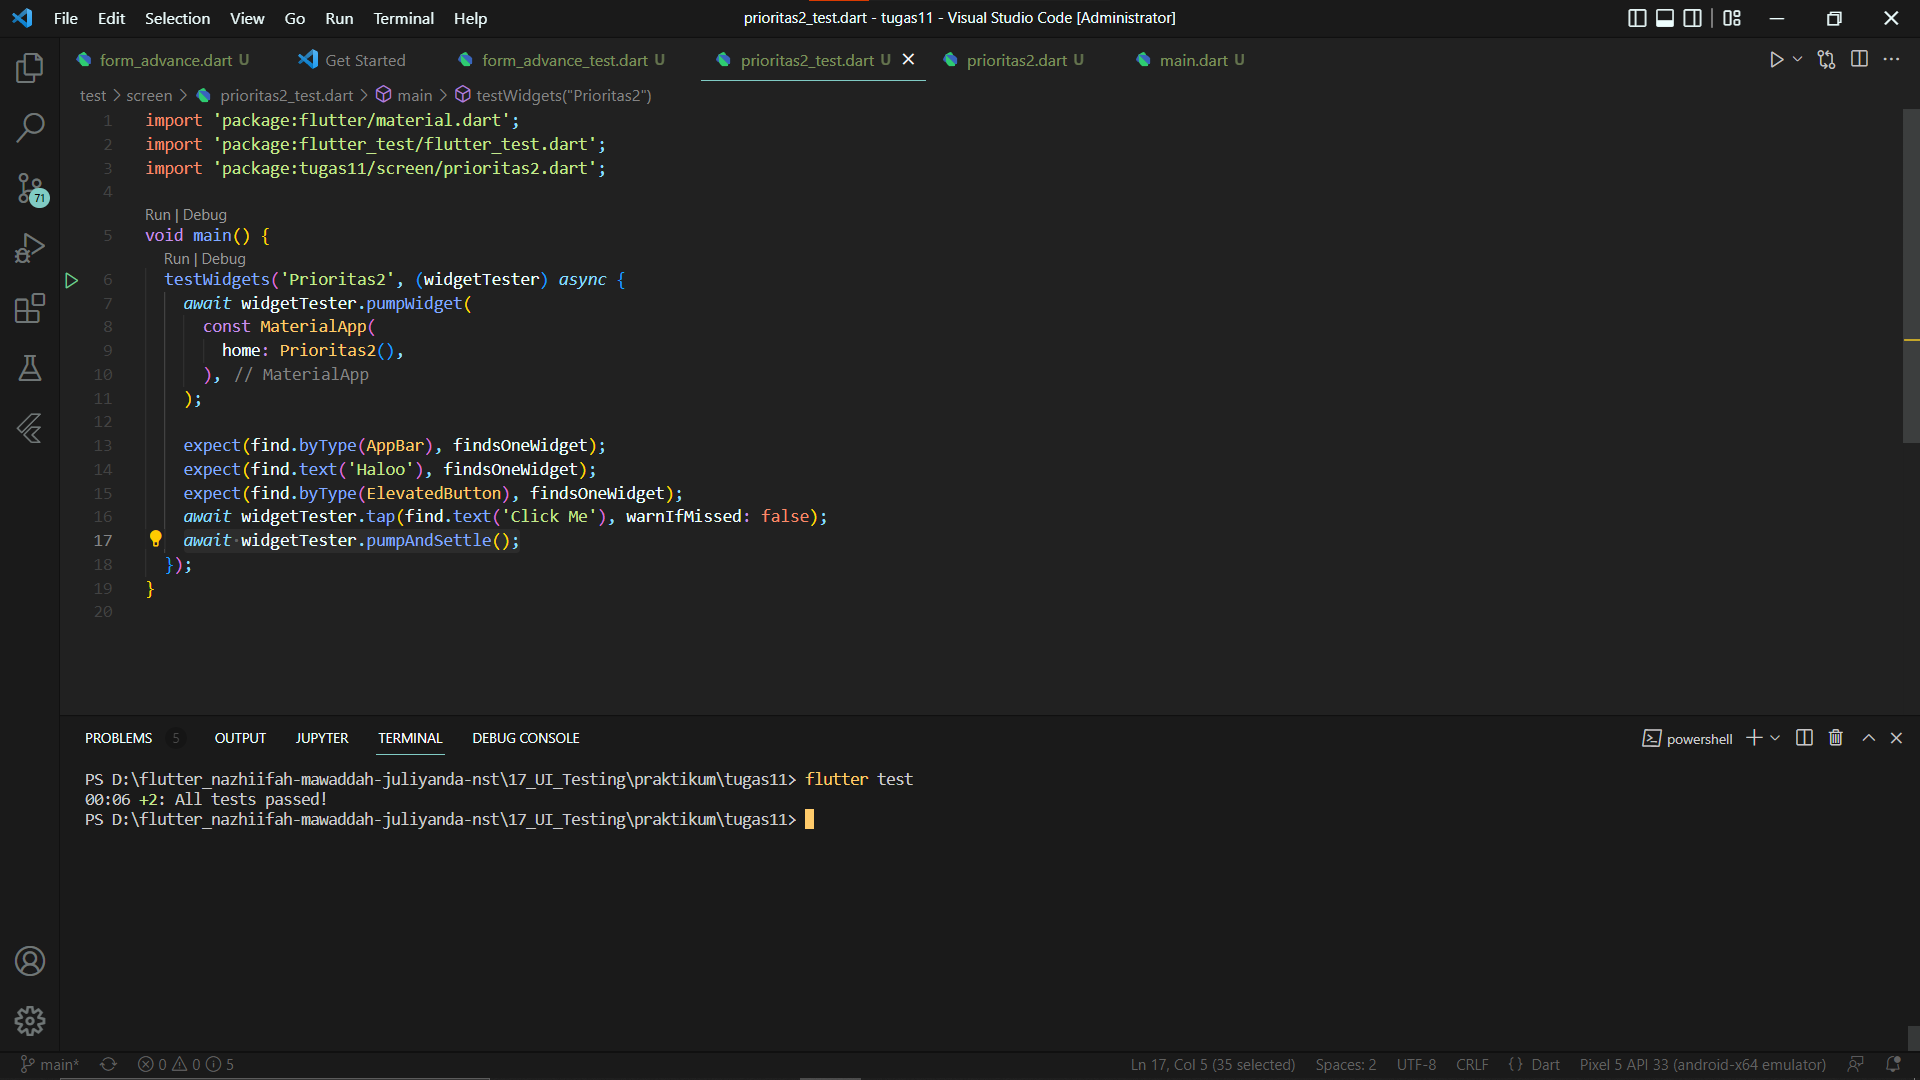 File Edit Selection View Go Run Terminal Help
prioritas2_test.dart - tugas11 - Visual Studio Code [Administrator]
form_advance.dart U
Get Started
form_advance_test.dart U
prioritas2_test.dart U
prioritas2.dart U
main.dart U
test > screen > prioritas2_test.dart > main > testWidgets("Prioritas2")
1 import 'package:flutter/material.dart';
2 import 'package:flutter_test/flutter_test.dart';
3 import 'package:tugas11/screen/prioritas2.dart';
4
71
Run | Debug
5 void main() {
Run | Debug
6 testWidgets('Prioritas2', (widgetTester) async {
7 await widgetTester.pumpWidget(
8 const MaterialApp(
9 home: Prioritas2(),
10 ), // MaterialApp
11 );
12
13 expect(find.byType(AppBar), findsOneWidget);
14 expect(find.text('Haloo'), findsOneWidget);
15 expect(find.byType(ElevatedButton), findsOneWidget);
16 await widgetTester.tap(find.text('Click Me'), warnIfMissed: false);
17 await widgetTester.pumpAndSettle();
18 });
19 }
20
PROBLEMS 5 OUTPUT JUPYTER TERMINAL DEBUG CONSOLE
powershell
PS D:\flutter_nazhiifah-mawaddah-juliyanda-nst\17_UI_Testing\praktikum\tugas11> flutter test
00:06 +2: All tests passed!
PS D:\flutter_nazhiifah-mawaddah-juliyanda-nst\17_UI_Testing\praktikum\tugas11>
main* 0 0 5
Ln 17, Col 5 (35 selected) Spaces: 2 UTF-8 CRLF {} Dart Pixel 5 API 33 (android-x64 emulator)